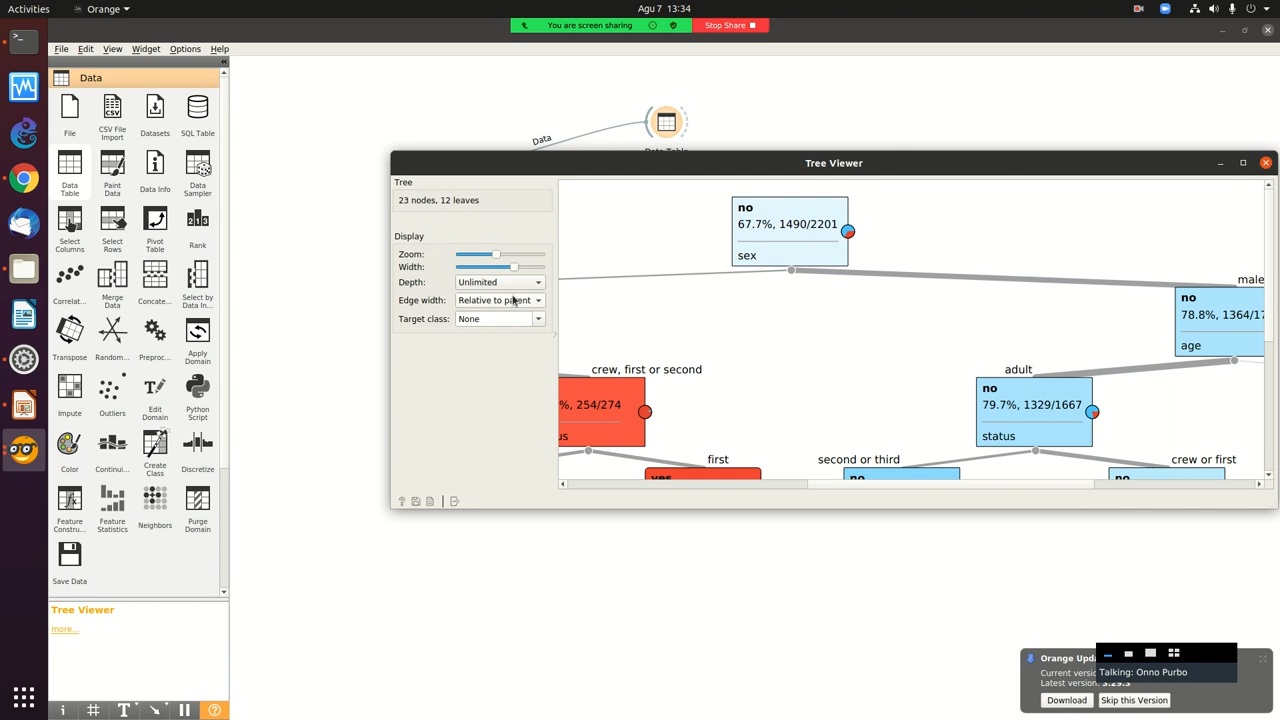 Activities
Orange
Agu 7 13:34
You are screen sharing
Stop Share
File Edit View Widget Options Help
Data
File
CSV File Import
Datasets
SQL Table
Data Table
Paint Data
Data Info
Data Sampler
Select Columns
Select Rows
Pivot Table
Rank
Correlat...
Merge Data
Concate...
Select by Data In...
Transpose
Random...
Preproc...
Apply Domain
Impute
Outliers
Edit Domain
Python Script
Color
Continui...
Create Class
Discretize
Feature Constru...
Feature Statistics
Neighbors
Purge Domain
Save Data
Tree Viewer
more...
Data
Tree Viewer
Tree
23 nodes, 12 leaves
Display
Zoom:
Width:
Depth: Unlimited
Edge width: Relative to parent
Target class: None
no
67.7%, 1490/2201
sex
male
no
78.8%, 1364/17
age
crew, first or second
%, 254/274
us
adult
no
79.7%, 1329/1667
status
first
yes
second or third
no
crew or first
no
Orange Upda
Current versio
Latest version:
Talking: Onno Purbo
Download
Skip this Version